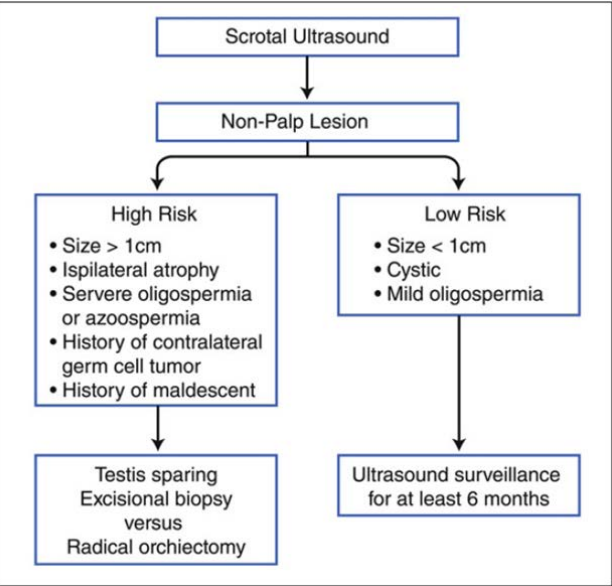 Scrotal Ultrasound
Non-Palp Lesion
High Risk
• Size > 1cm
• Ispilateral atrophy
• Servere oligospermia
or azoospermia
• History of contralateral
germ cell tumor
• History of maldescent
Low Risk
• Size < 1cm
• Cystic
• Mild oligospermia
Testis sparing
Excisional biopsy
versus
Radical orchiectomy
Ultrasound surveillance
for at least 6 months